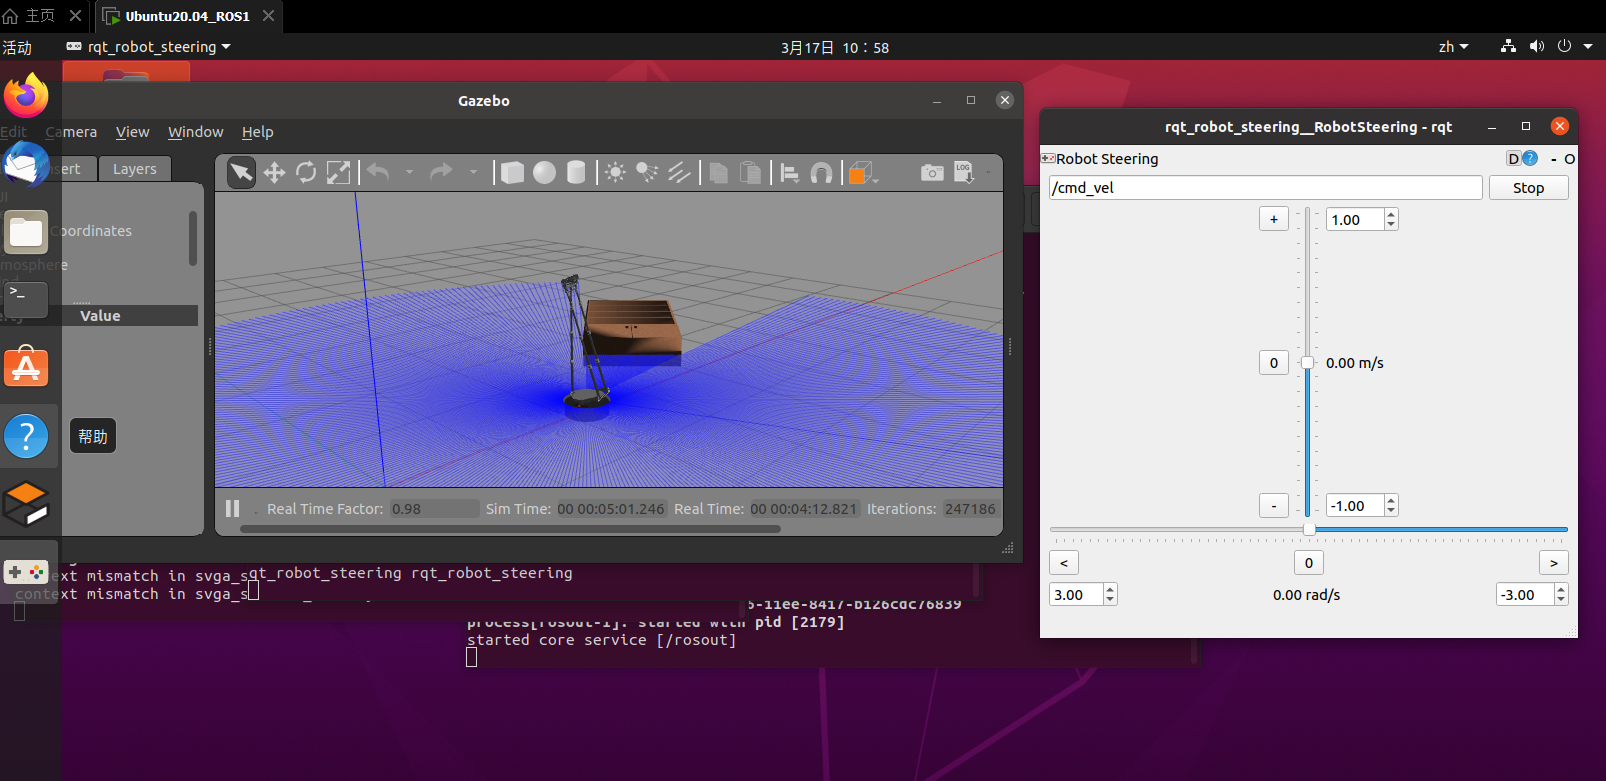 主页
Ubuntu20.04_ROS1
活动
rqt_robot_steering
3月17日 10：58
zh
Gazebo
Edit Camera View Window Help
sert Layers
oordinates
mosphere
Value
帮助
Real Time Factor: 0.98 Sim Time: 00 00:05:01.246 Real Time: 00 00:04:12.821 Iterations: 247186
LOG
rqt_robot_steering__RobotSteering - rqt
Robot Steering
D ? - O
/cmd_vel
Stop
+ 1.00
0 0.00 m/s
- -1.00
< 0 >
3.00 0.00 rad/s -3.00
ext mismatch in svga_s
context mismatch in svga_s
qt_robot_steering rqt_robot_steering
6-11ee-8417-b126cdc76839
process[rosout-1]: started with pid [2179]
started core service [/rosout]